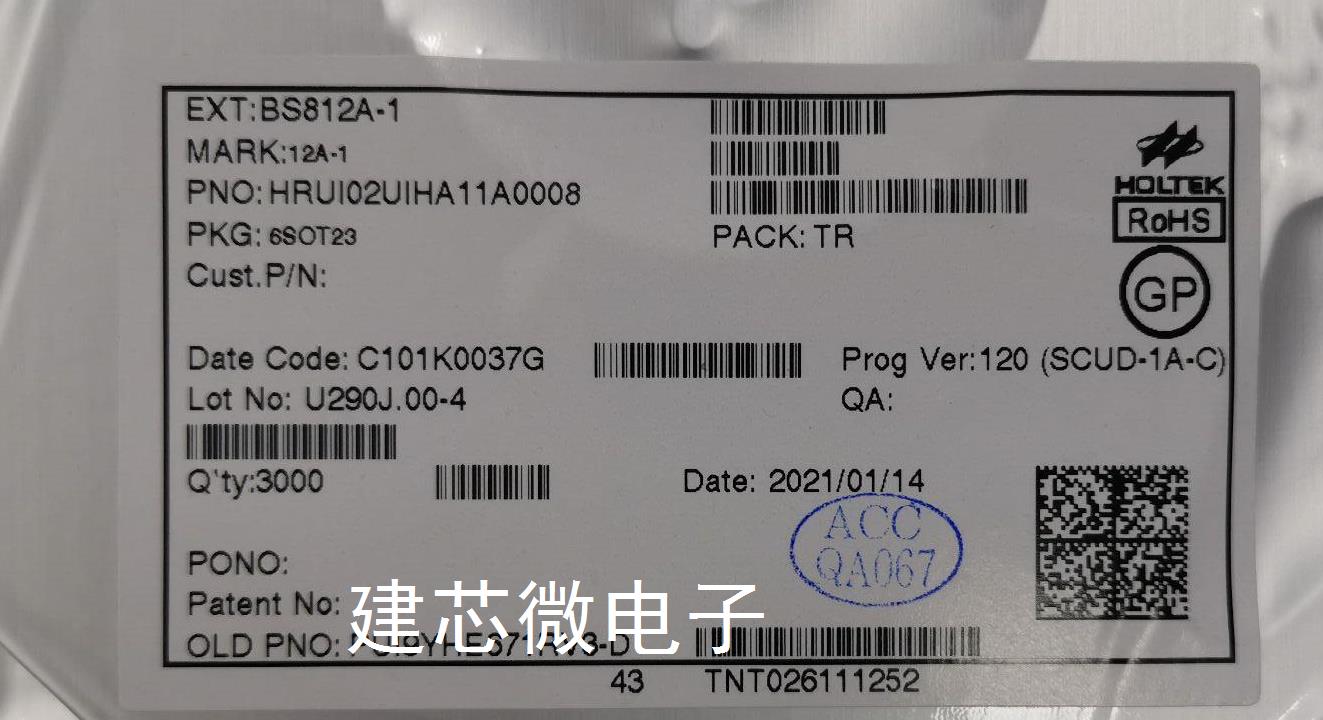 EXT:BS812A-1
MARK:12A-1
PNO: HRUI02UIHA11A0008
PKG: 6SOT23
PACK: TR
Cust.P/N:
HOLTEK
RoHS
GP
Date Code: C101K0037G
Prog Ver:120 (SCUD-1A-C)
Lot No: U290J.00-4
QA:
Q'ty:3000
Date: 2021/01/14
ACC
QA067
PONO:
Patent No:
建芯微电子
OLD PNO:
43
TNT026111252